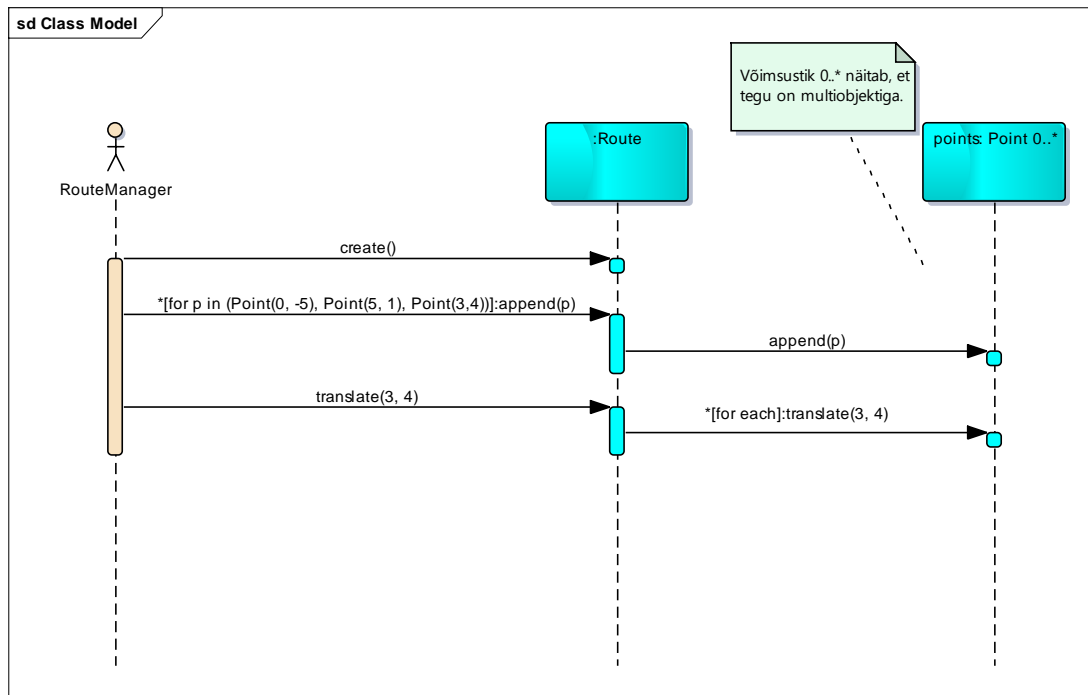 sd Class Model
Võimsustik 0..* näitab, et
tegu on multiobjektiga.
:Route
points: Point 0..*
RouteManager
create()
*[for p in (Point(0, -5), Point(5, 1), Point(3,4))]:append(p)
append(p)
translate(3, 4)
*[for each]:translate(3, 4)